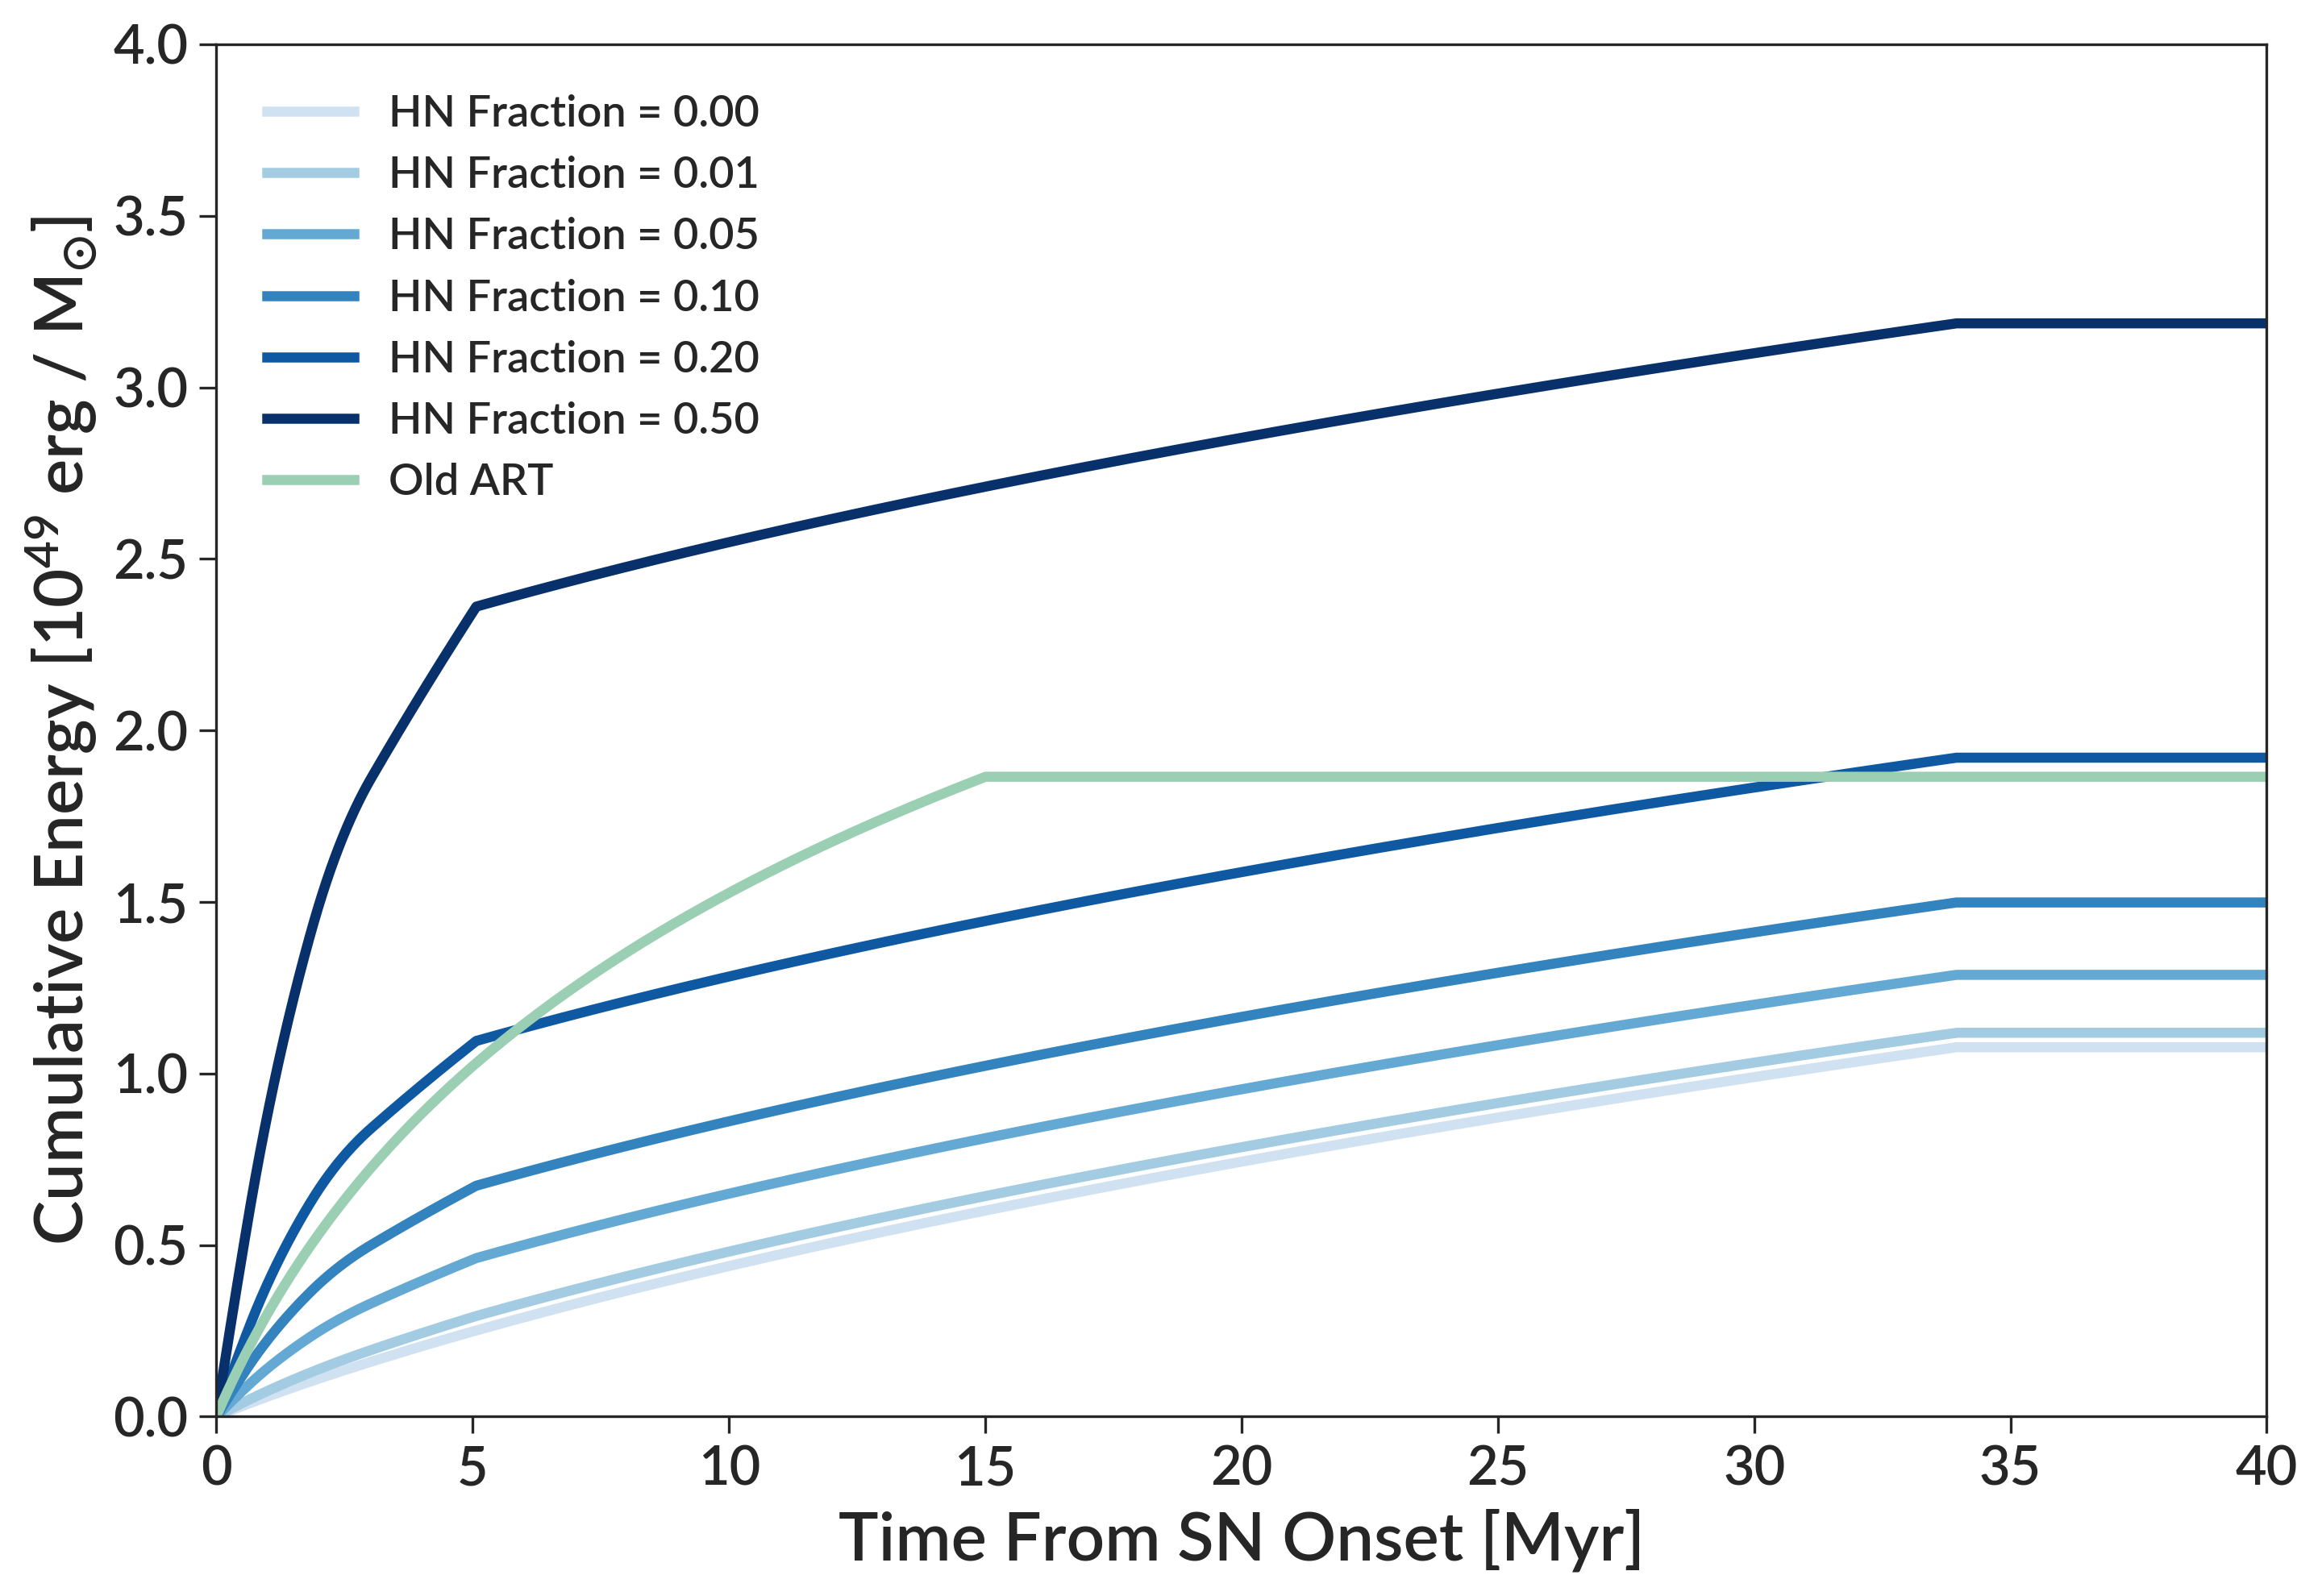 4.0
3.5
3.0
2.5
2.0
1.5
1.0
0.5
0.0
Cumulative Energy [10⁴⁹ erg / M☉]
HN Fraction = 0.00
HN Fraction = 0.01
HN Fraction = 0.05
HN Fraction = 0.10
HN Fraction = 0.20
HN Fraction = 0.50
Old ART
0 5 10 15 20 25 30 35 40
Time From SN Onset [Myr]